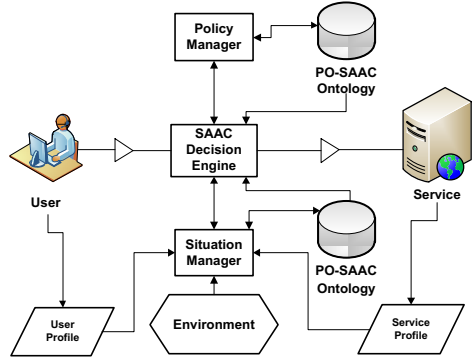 Policy
Manager
PO-SAAC
Ontology
SAAC
Decision
Engine
User
Service
Situation
Manager
PO-SAAC
Ontology
User
Profile
Environment
Service
Profile